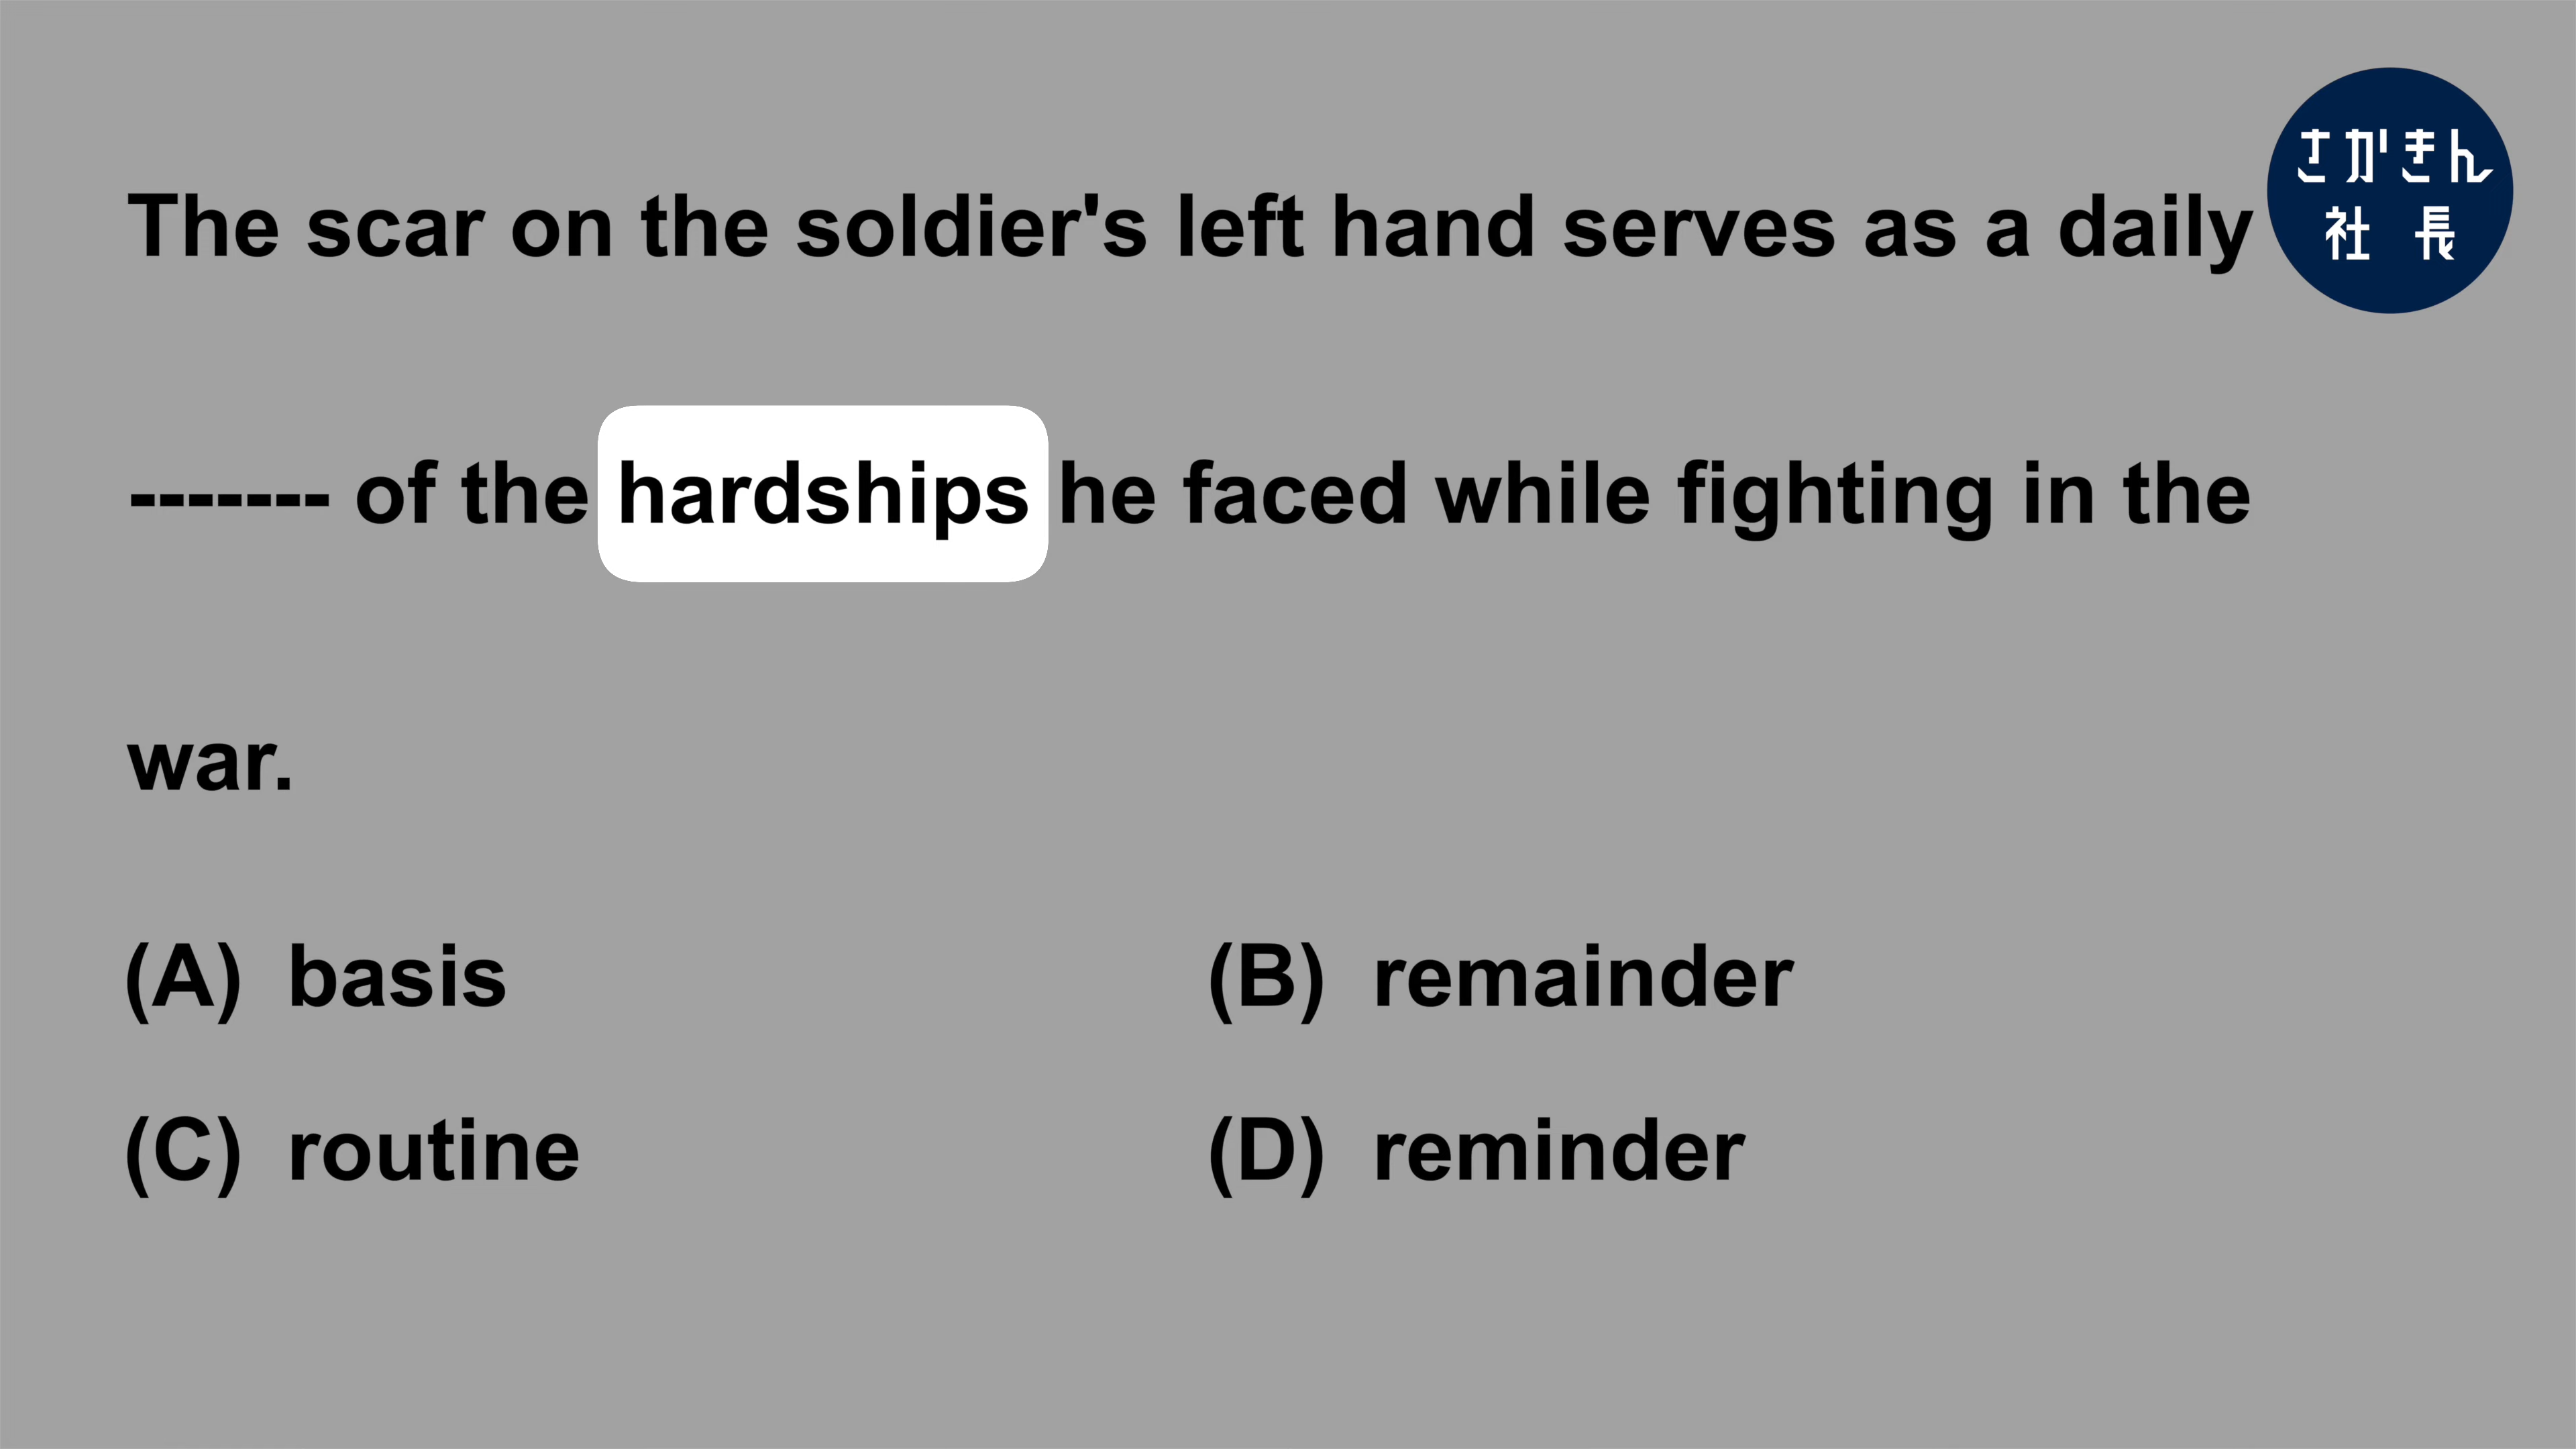 The scar on the soldier's left hand serves as a daily
さかきん
社長
------- of the hardships he faced while fighting in the
war.
(A) basis
(B) remainder
(C) routine
(D) reminder